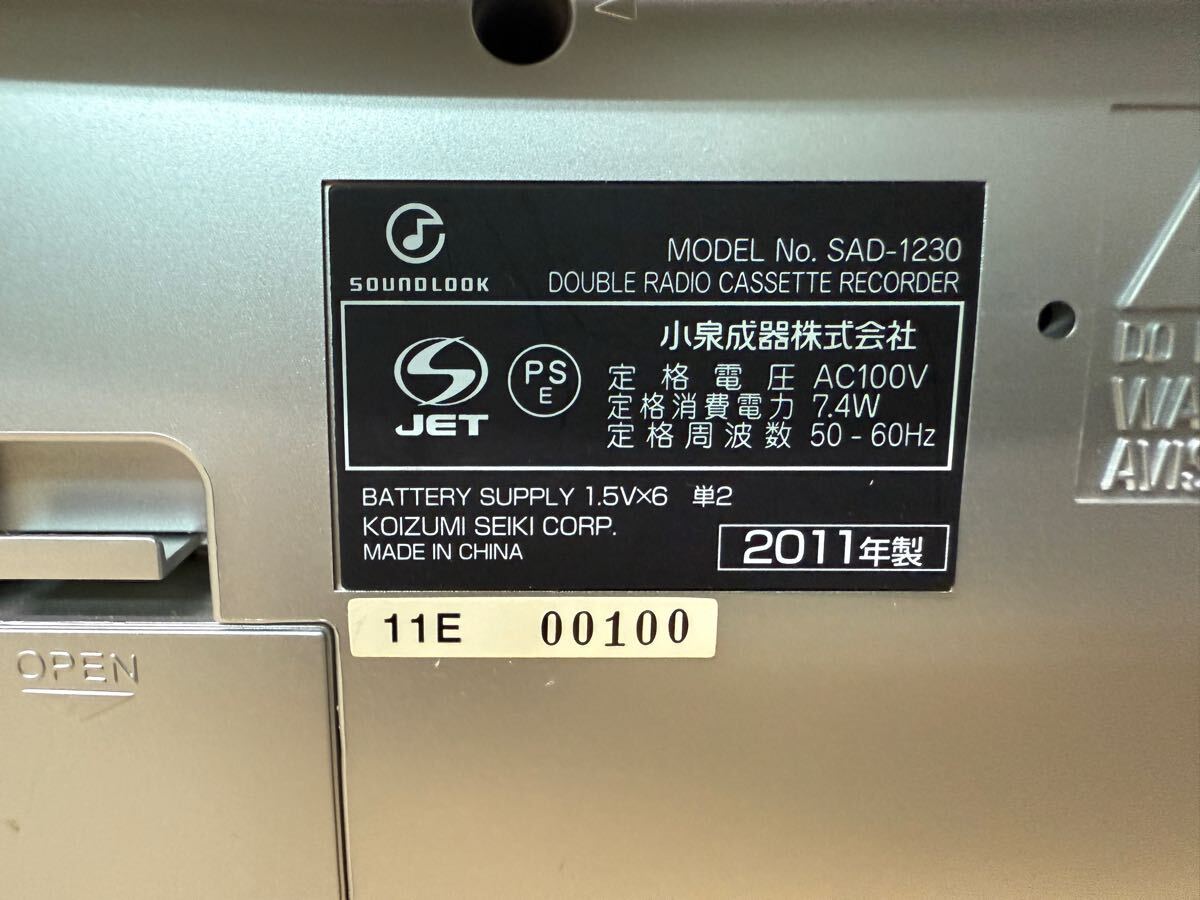 SOUNDLOOK
MODEL No. SAD-1230
DOUBLE RADIO CASSETTE RECORDER
JET
PS
E
小泉成器株式会社
定格電圧 AC100V
定格消費電力 7.4W
定格周波数 50-60Hz
BATTERY SUPPLY 1.5V×6 単2
KOIZUMI SEIKI CORP.
MADE IN CHINA
2011年製
11E 00100
OPEN
DO